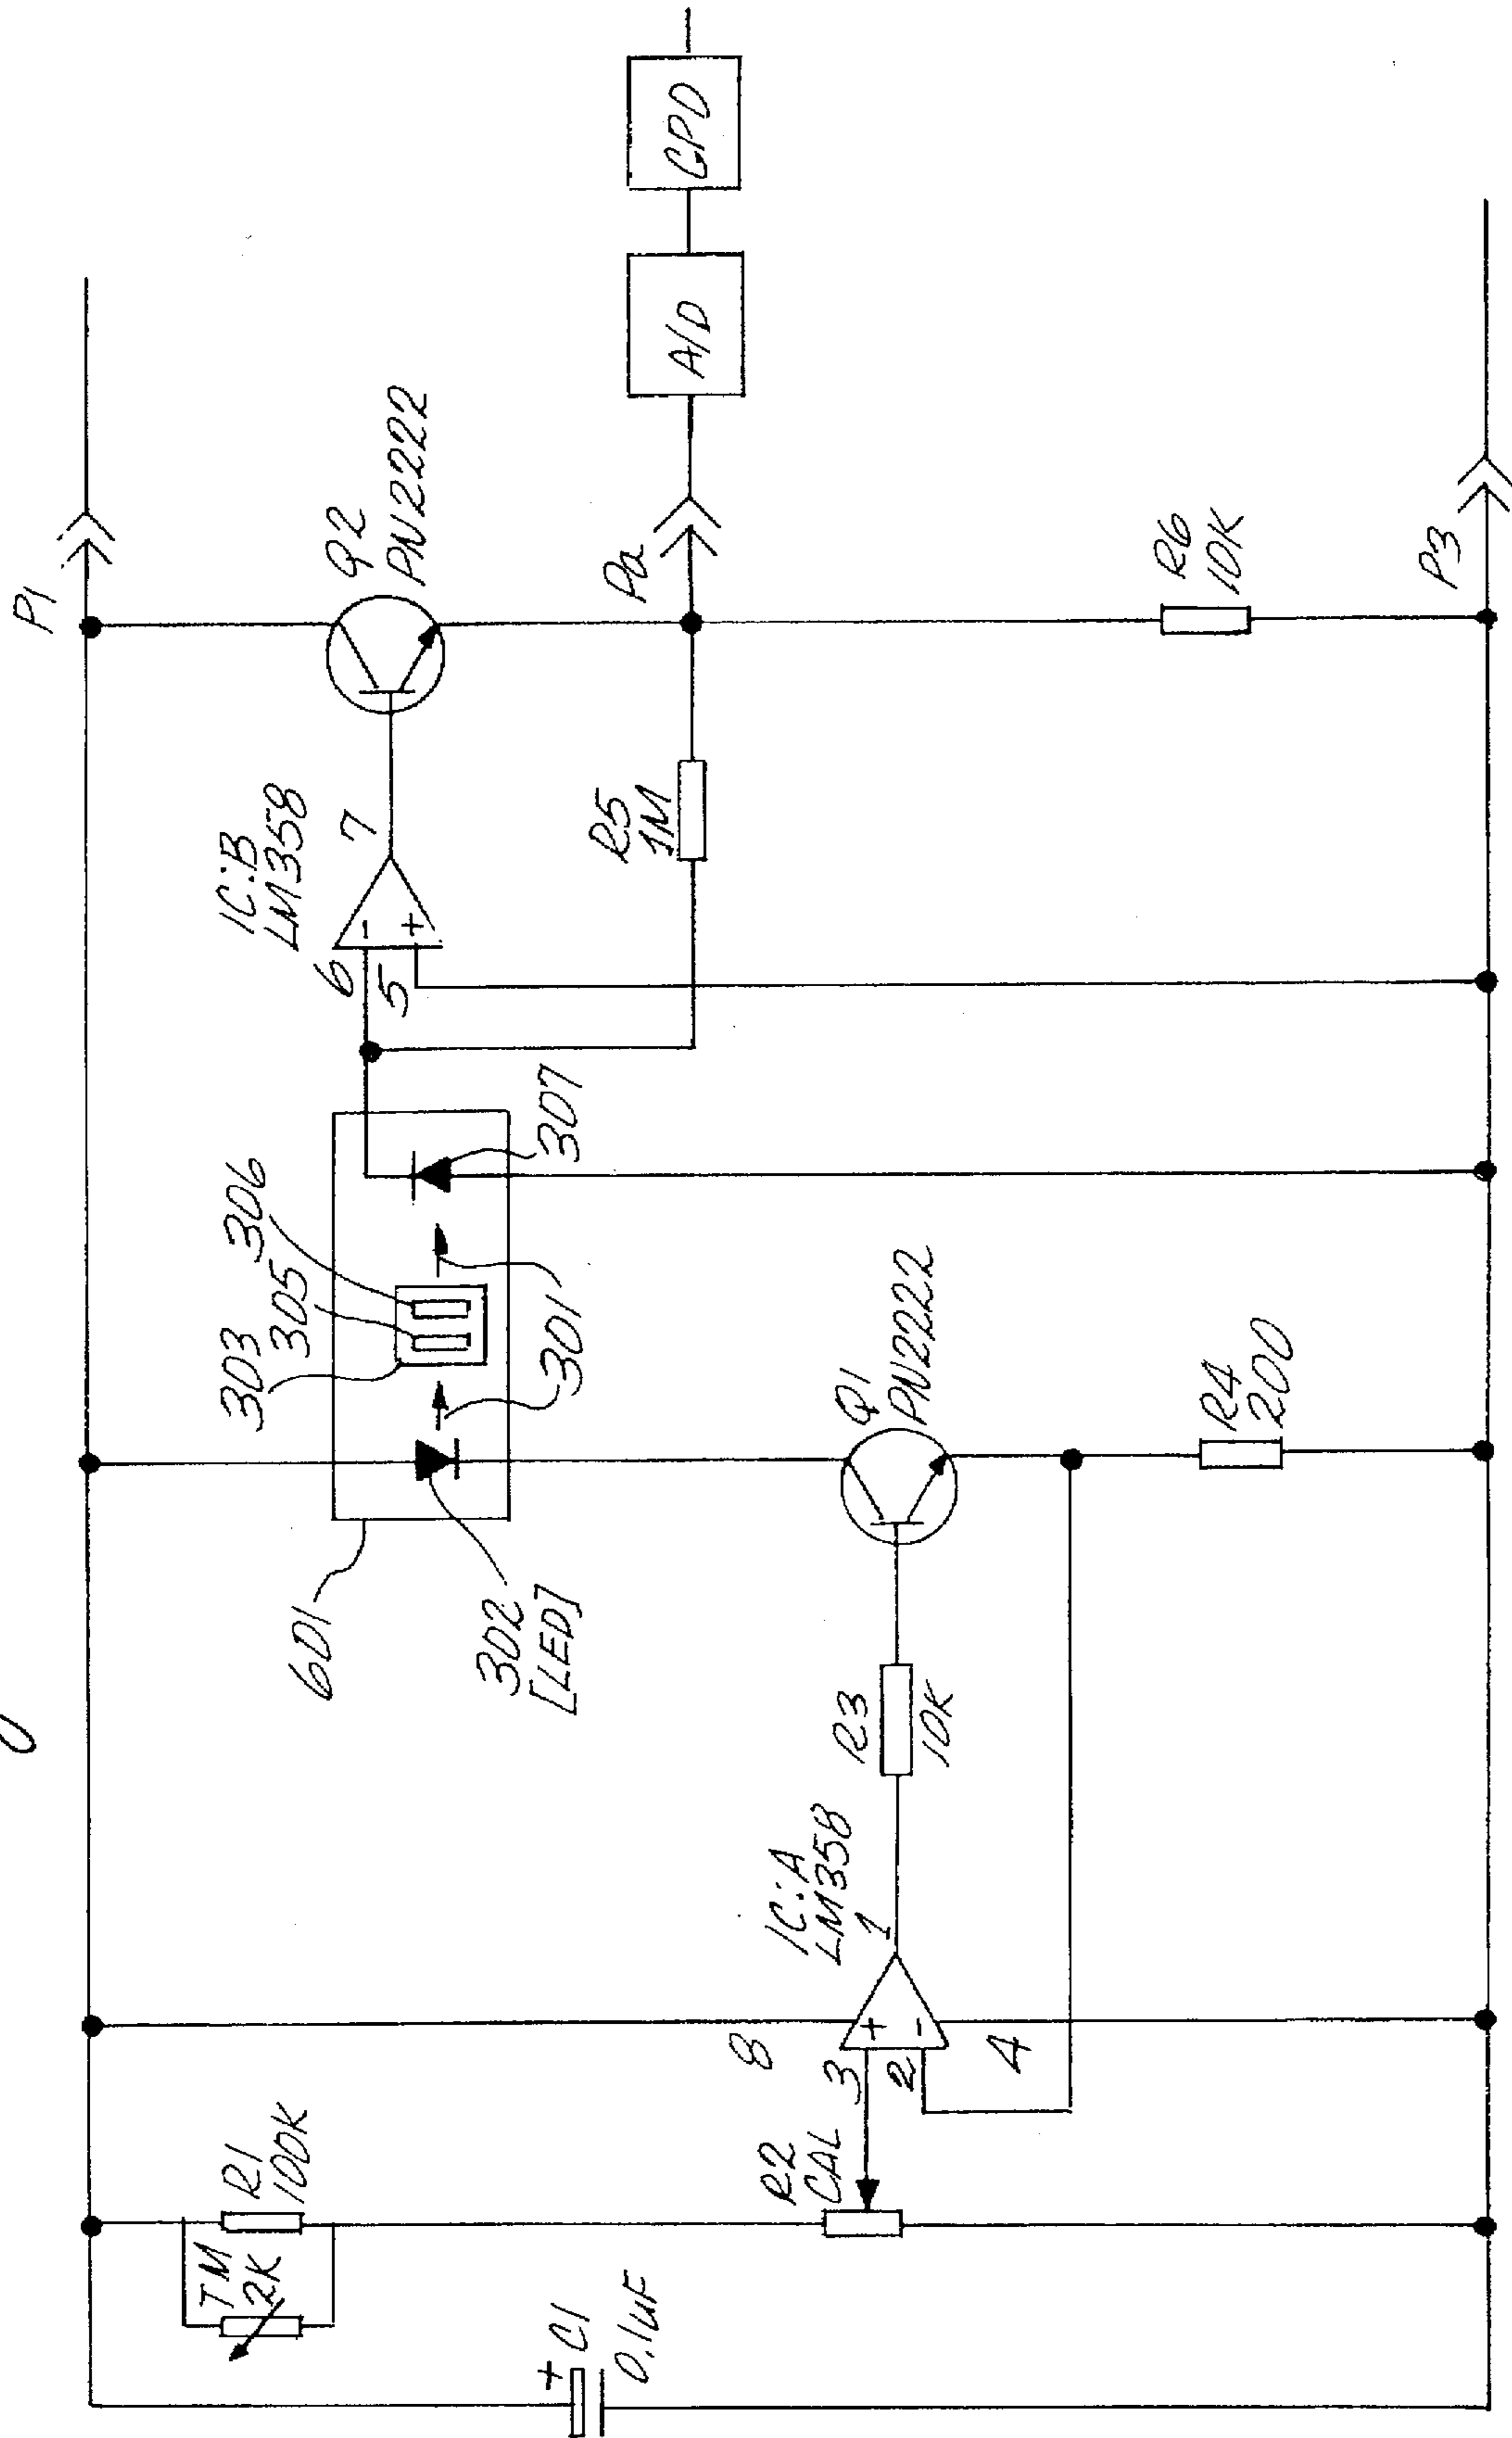 P1
P3
Pa
A/D
CPD
Q2
PN2222
R6
10K
IC:B
LM358
7
6
5
-
+
R5
1M
307
306
303
305
301
601
302
[LED]
Q1
PN2222
R4
200
R3
10K
IC:A
LM358
1
8
3
2
4
+
-
R2
CAL
R1
100K
TM
2K
+
C1
0.1uF